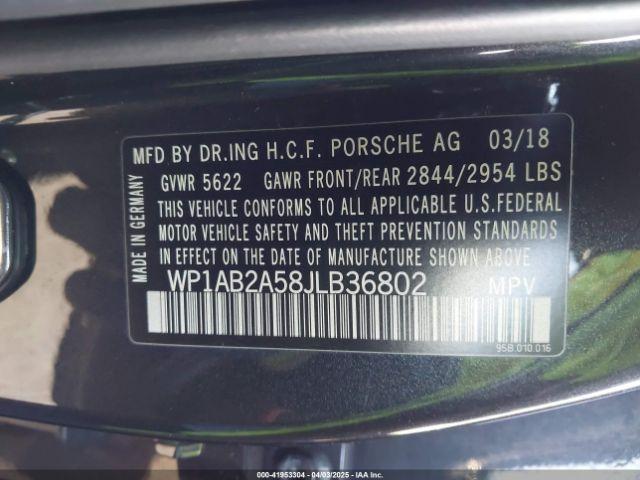 MFD BY DR.ING H.C.F. PORSCHE AG 03/18
GVWR 5622 GAWR FRONT/REAR 2844/2954 LBS
THIS VEHICLE CONFORMS TO ALL APPLICABLE U.S.FEDERAL
MOTOR VEHICLE SAFETY AND THEFT PREVENTION STANDARDS
IN EFFECT ON THE DATE OF MANUFACTURE SHOWN ABOVE.
WP1AB2A58JLB36802 MPV
MADE IN GERMANY
95B.010.016
000-41953304 - 04/03/2025 - IAAI.com